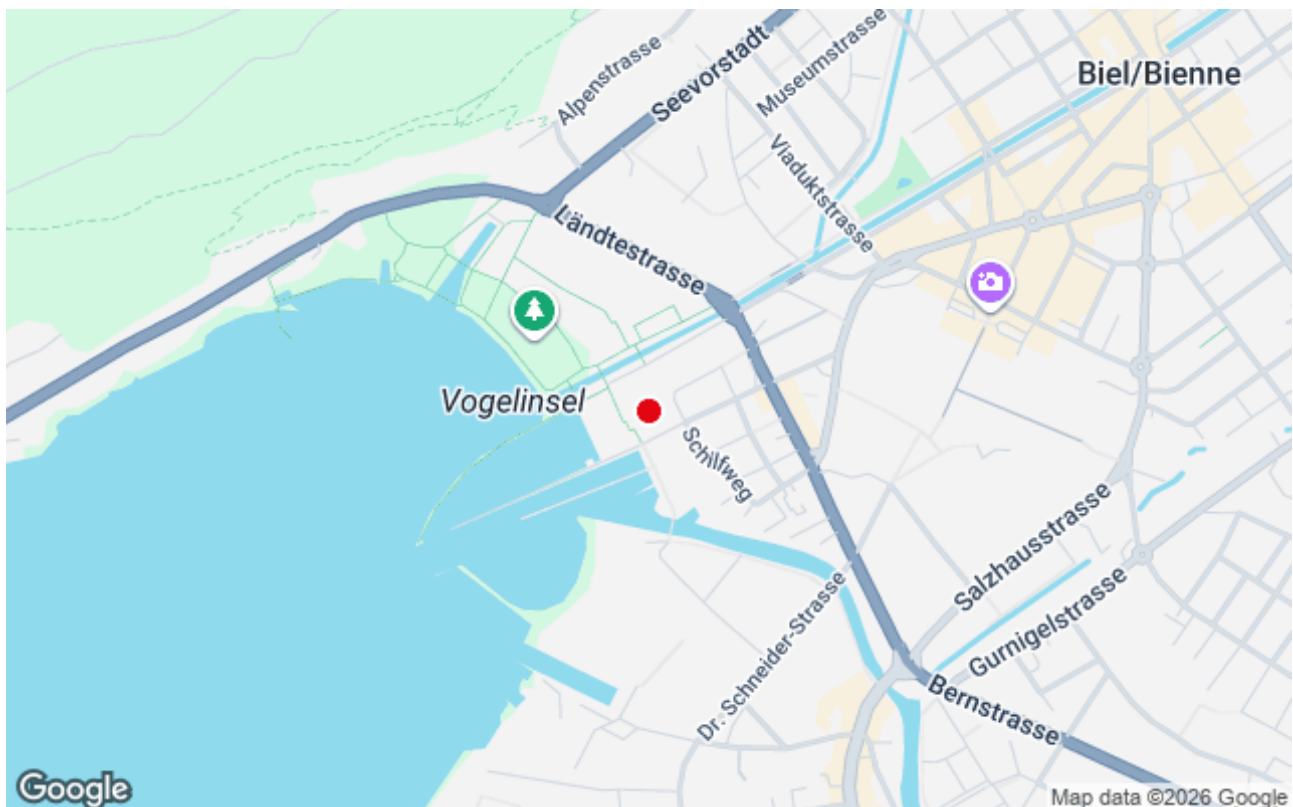 Alpenstrasse
Seevorstadt
Museumstrasse
Biel/Bienne
Viaduktstrasse
Ländtestrasse
Vogelinsel
Schilfweg
Salzhausstrasse
Gurnigelstrasse
Dr. Schneider-Strasse
Bernstrasse
Google
Map data ©2026 Google